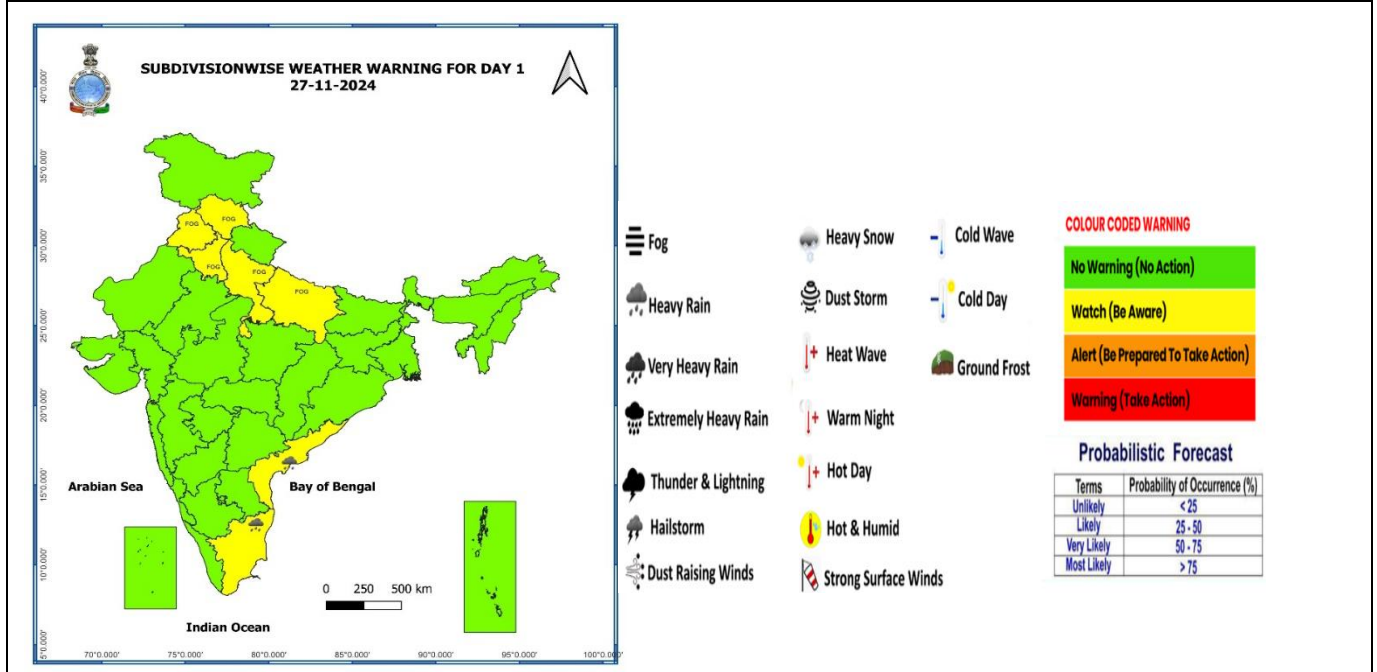 SUBDIVISIONWISE WEATHER WARNING FOR DAY 1
27-11-2024
40°0.000'
35°0.000'
30°0.000'
25°0.000'
20°0.000'
15°0.000'
10°0.000'
5°0.000'
FOG
FOG
FOG
FOG
FOG
Arabian Sea
Bay of Bengal
0 250 500 km
Indian Ocean
70°0.000' 75°0.000' 80°0.000' 85°0.000' 90°0.000' 95°0.000' 100°0.000'
Fog
Heavy Rain
Very Heavy Rain
Extremely Heavy Rain
Thunder & Lightning
Hailstorm
Dust Raising Winds
Heavy Snow
Dust Storm
Heat Wave
Warm Night
Hot Day
Hot & Humid
Strong Surface Winds
Cold Wave
Cold Day
Ground Frost
COLOUR CODED WARNING
No Warning (No Action)
Watch (Be Aware)
Alert (Be Prepared To Take Action)
Warning (Take Action)
Probabilistic Forecast
Terms Probability of Occurrence (%)
Unlikely < 25
Likely 25 - 50
Very Likely 50 - 75
Most Likely > 75